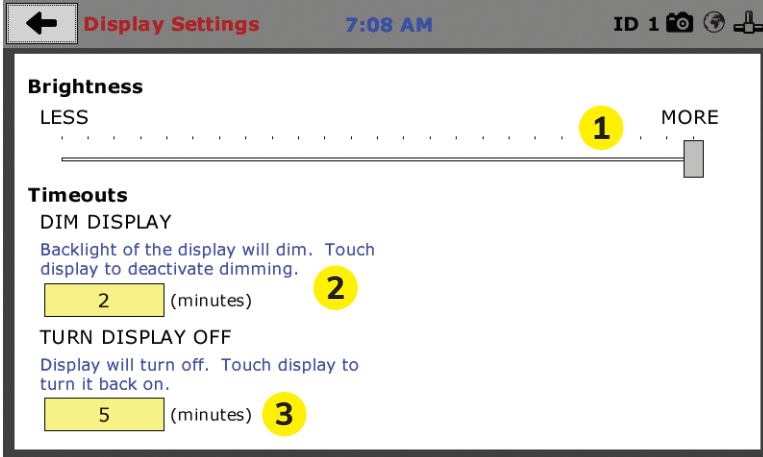 Display Settings 7:08 AM ID 1
Brightness
LESS MORE
1
Timeouts
DIM DISPLAY
Backlight of the display will dim. Touch
display to deactivate dimming.
2
2 (minutes)
TURN DISPLAY OFF
Display will turn off. Touch display to
turn it back on.
5 (minutes) 3